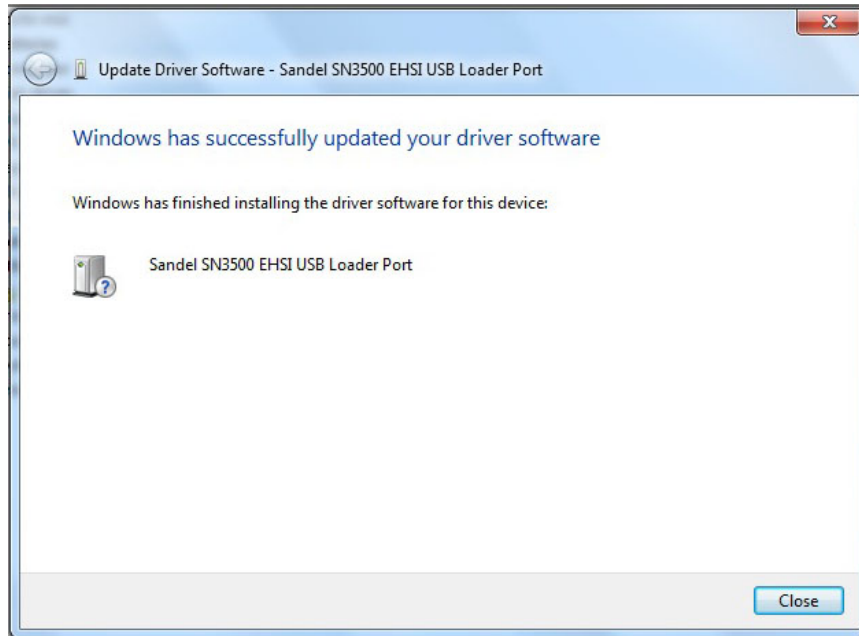 Update Driver Software - Sandel SN3500 EHSI USB Loader Port
Windows has successfully updated your driver software
Windows has finished installing the driver software for this device:
Sandel SN3500 EHSI USB Loader Port
Close